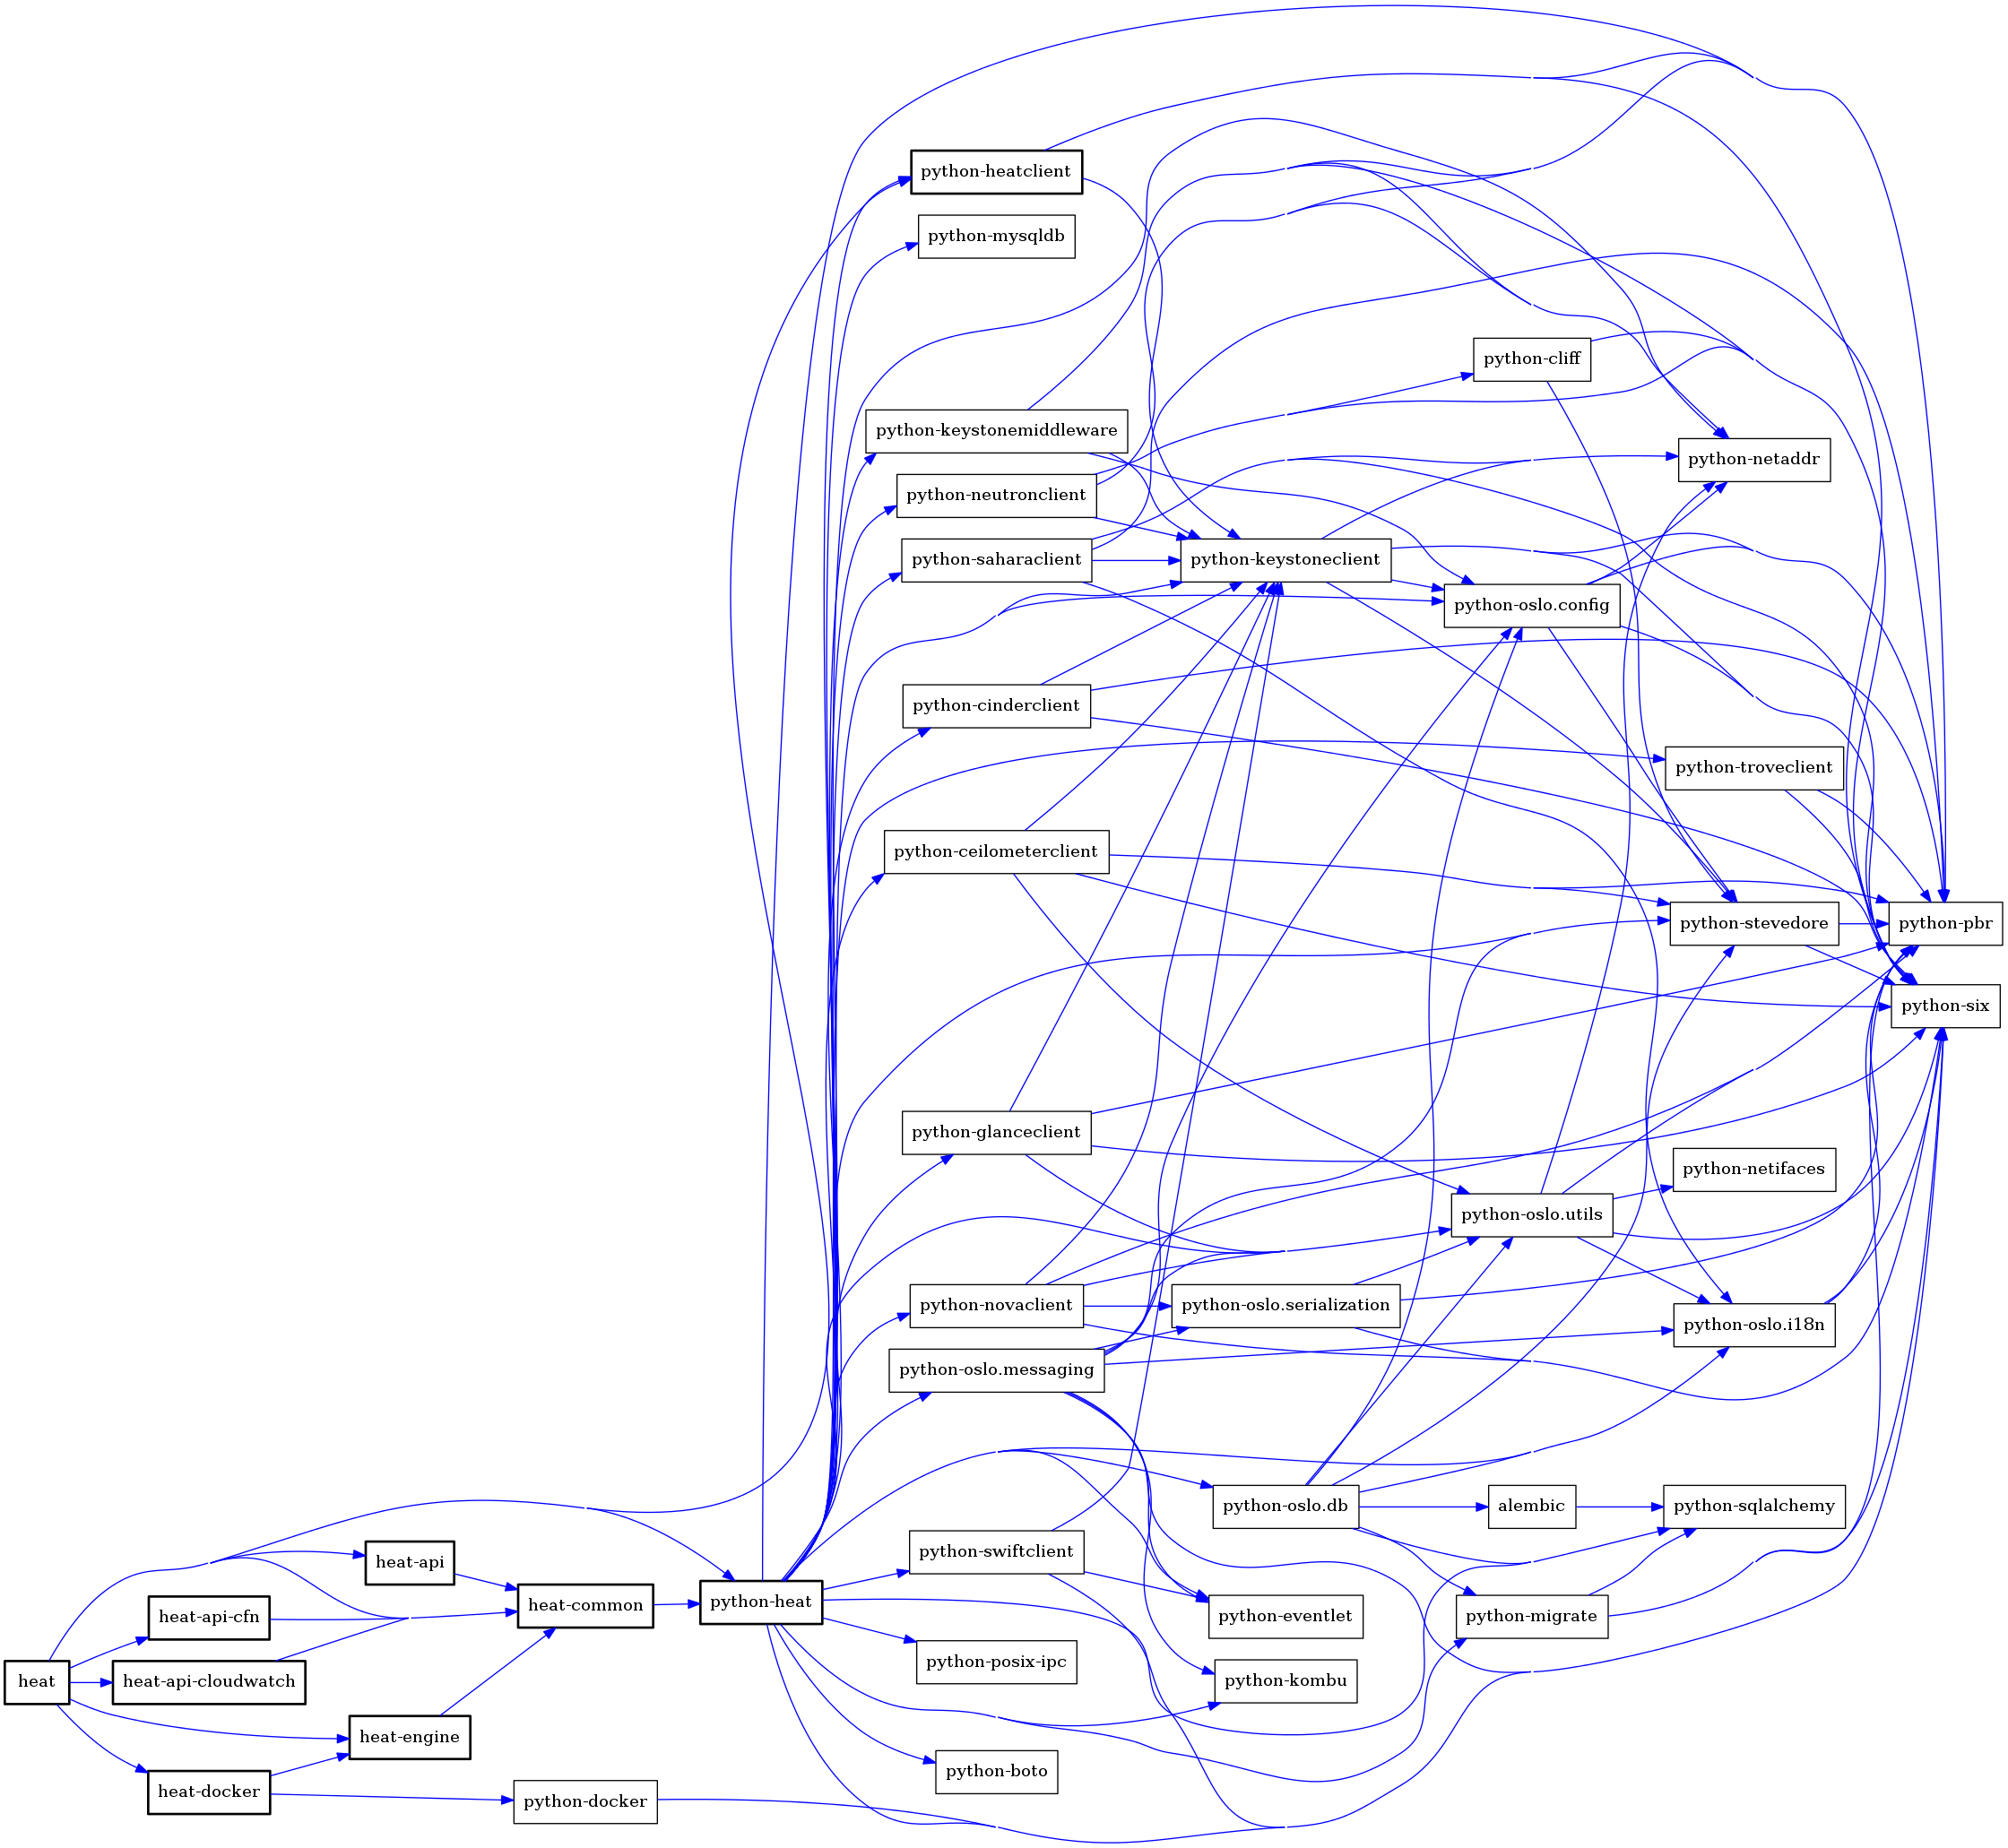 python-heatclient
python-mysqldb
python-cliff
python-keystonemiddleware
python-netaddr
python-neutronclient
python-saharaclient
python-keystoneclient
python-oslo.config
python-cinderclient
python-troveclient
python-ceilometerclient
python-stevedore
python-pbr
python-six
python-glanceclient
python-netifaces
python-oslo.utils
python-novaclient
python-oslo.serialization
python-oslo.i18n
python-oslo.messaging
python-oslo.db
alembic
python-sqlalchemy
python-swiftclient
heat-api
python-heat
heat-common
heat-api-cfn
python-eventlet
python-migrate
python-posix-ipc
heat
heat-api-cloudwatch
python-kombu
heat-engine
python-boto
heat-docker
python-docker